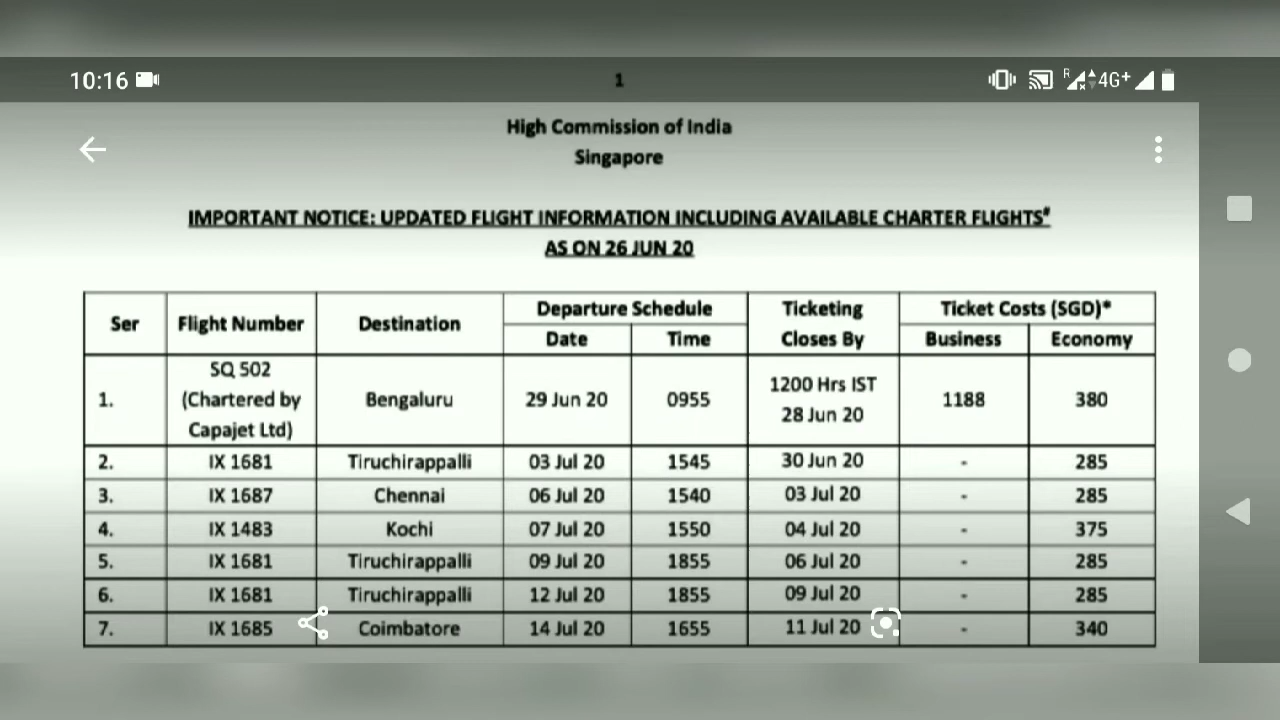 10:16
R 4G+
1
High Commission of India
Singapore
IMPORTANT NOTICE: UPDATED FLIGHT INFORMATION INCLUDING AVAILABLE CHARTER FLIGHTS#
AS ON 26 JUN 20
Ser Flight Number Destination Departure Schedule Ticketing Closes By Ticket Costs (SGD)*
Date Time Business Economy
1. SQ 502 (Chartered by Capajet Ltd) Bengaluru 29 Jun 20 0955 1200 Hrs IST 28 Jun 20 1188 380
2. IX 1681 Tiruchirappalli 03 Jul 20 1545 30 Jun 20 - 285
3. IX 1687 Chennai 06 Jul 20 1540 03 Jul 20 - 285
4. IX 1483 Kochi 07 Jul 20 1550 04 Jul 20 - 375
5. IX 1681 Tiruchirappalli 09 Jul 20 1855 06 Jul 20 - 285
6. IX 1681 Tiruchirappalli 12 Jul 20 1855 09 Jul 20 - 285
7. IX 1685 Coimbatore 14 Jul 20 1655 11 Jul 20 - 340